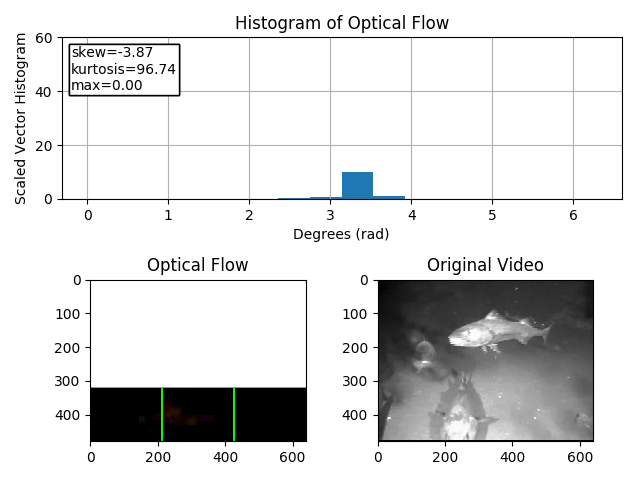 Histogram of Optical Flow
60
40
20
0
Scaled Vector Histogram
skew=-3.87
kurtosis=96.74
max=0.00
0 1 2 3 4 5 6
Degrees (rad)
Optical Flow
0
100
200
300
400
0 200 400 600
Original Video
0
100
200
300
400
0 200 400 600